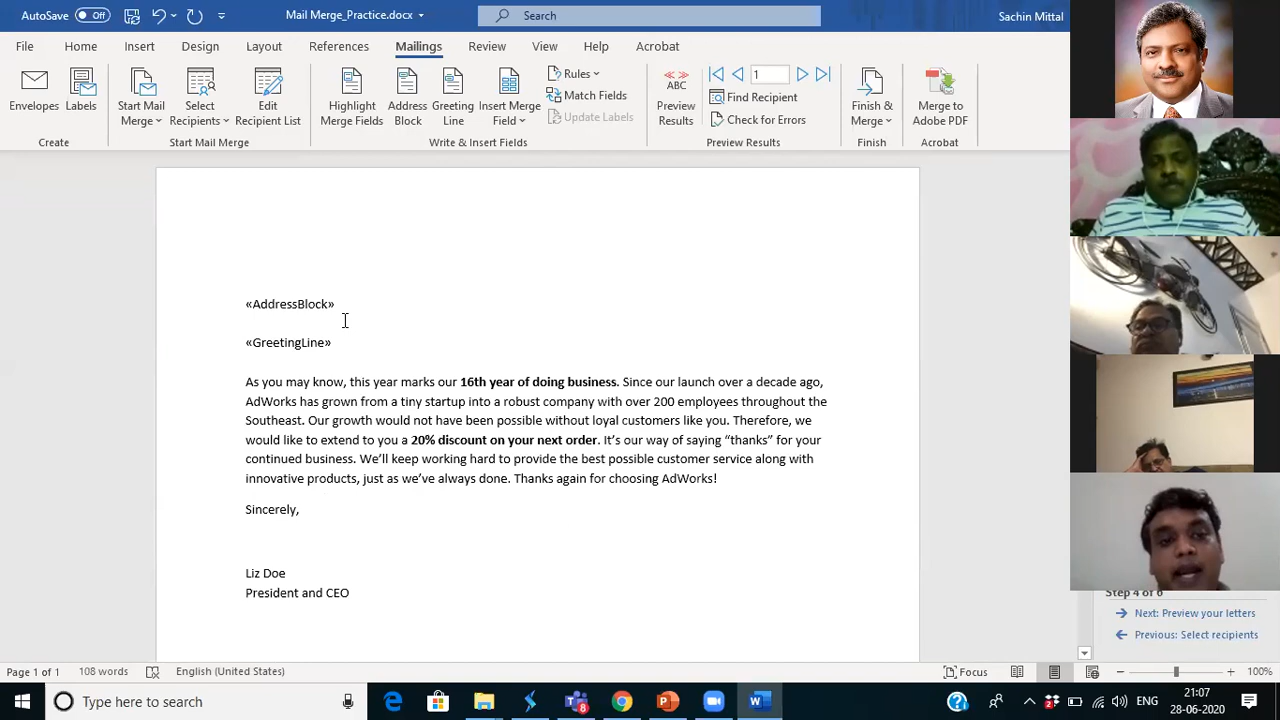 AutoSave Off Mail Merge_Practice.docx Search Sachin Mittal
File Home Insert Design Layout References Mailings Review View Help Acrobat
Envelopes Labels Start Mail Merge Select Recipients Edit Recipient List Highlight Merge Fields Address Block Greeting Line Insert Merge Field Rules Match Fields Update Labels ABC Preview Results 1 Find Recipient Check for Errors Finish & Merge Merge to Adobe PDF
Create Start Mail Merge Write & Insert Fields Preview Results Finish Acrobat
«AddressBlock»
«GreetingLine»
As you may know, this year marks our 16th year of doing business. Since our launch over a decade ago,
AdWorks has grown from a tiny startup into a robust company with over 200 employees throughout the
Southeast. Our growth would not have been possible without loyal customers like you. Therefore, we
would like to extend to you a 20% discount on your next order. It’s our way of saying “thanks” for your
continued business. We’ll keep working hard to provide the best possible customer service along with
innovative products, just as we’ve always done. Thanks again for choosing AdWorks!
Sincerely,
Liz Doe
President and CEO
Step 4 of 6
Next: Preview your letters
Previous: Select recipients
Page 1 of 1 108 words English (United States) Focus 100%
Type here to search ENG 21:07
28-06-2020